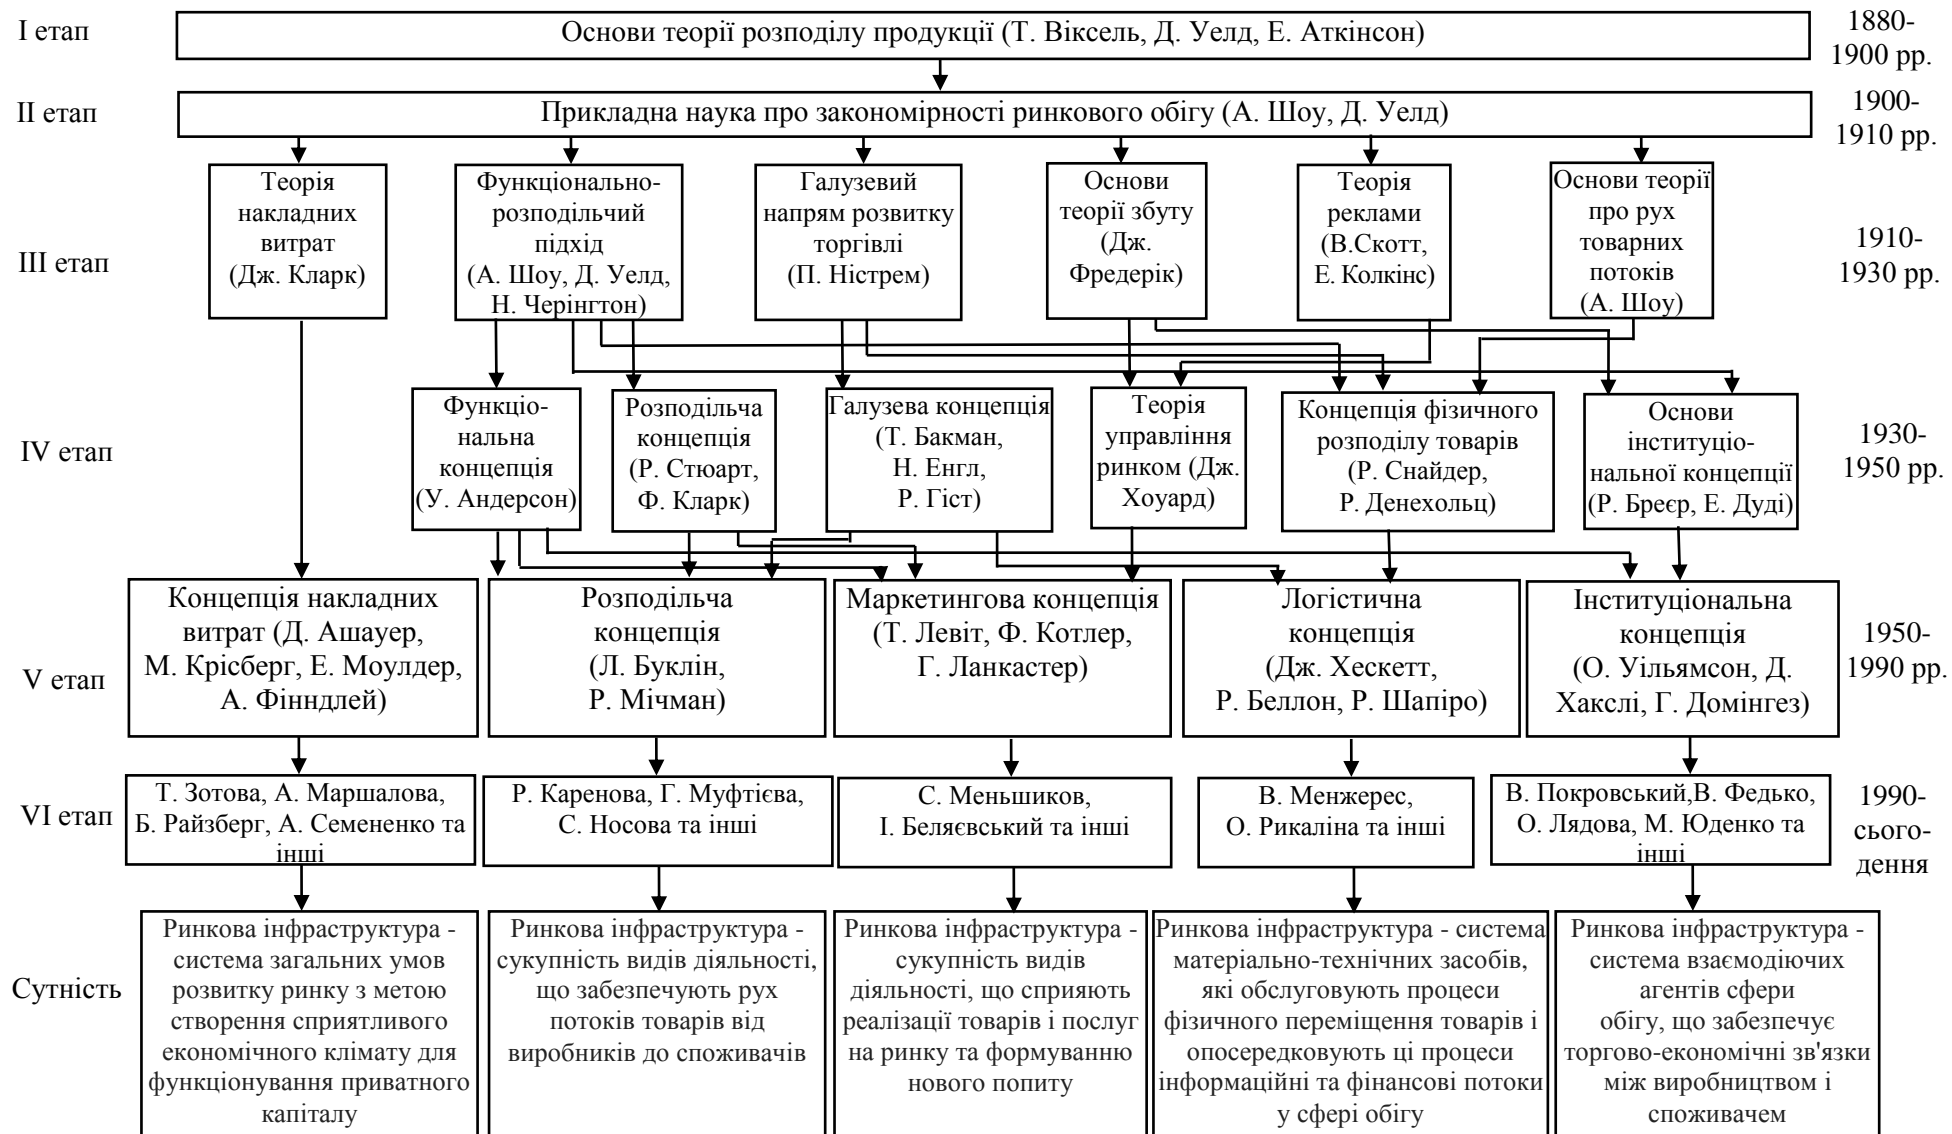 І етап
Основи теорії розподілу продукції (Т. Віксель, Д. Уелд, Е. Аткінсон)
1880-
1900 рр.
ІІ етап
Прикладна наука про закономірності ринкового обігу (А. Шоу, Д. Уелд)
1900-
1910 рр.
ІІІ етап
Теорія
накладних
витрат
(Дж. Кларк)
Функціонально-
розподільчий
підхід
(А. Шоу, Д. Уелд,
Н. Черінгтон)
Галузевий
напрям розвитку
торгівлі
(П. Ністрем)
Основи
теорії збуту
(Дж.
Фредерік)
Теорія
реклами
(В.Скотт,
Е. Колкінс)
Основи теорії
про рух
товарних
потоків
(А. Шоу)
1910-
1930 рр.
IV етап
Функціо-
нальна
концепція
(У. Андерсон)
Розподільча
концепція
(Р. Стюарт,
Ф. Кларк)
Галузева концепція
(Т. Бакман,
Н. Енгл,
Р. Гіст)
Теорія
управління
ринком (Дж.
Хоуард)
Концепція фізичного
розподілу товарів
(Р. Снайдер,
Р. Денехольц)
Основи
інституціо-
нальної концепції
(Р. Бреєр, Е. Дуді)
1930-
1950 рр.
V етап
Концепція накладних
витрат (Д. Ашауер,
М. Крісберг, Е. Моулдер,
А. Фінндлей)
Розподільча
концепція
(Л. Буклін,
Р. Мічман)
Маркетингова концепція
(Т. Левіт, Ф. Котлер,
Г. Ланкастер)
Логістична
концепція
(Дж. Хескетт,
Р. Беллон, Р. Шапіро)
Інституціональна
концепція
(О. Уільямсон, Д.
Хакслі, Г. Домінгез)
1950-
1990 рр.
VI етап
Т. Зотова, А. Маршалова,
Б. Райзберг, А. Семененко та
інші
Р. Каренова, Г. Муфтієва,
С. Носова та інші
С. Меньшиков,
І. Беляєвський та інші
В. Менжерес,
О. Рикаліна та інші
В. Покровський,В. Федько,
О. Лядова, М. Юденко та
інші
1990-
сього-
дення
Сутність
Ринкова інфраструктура -
система загальних умов
розвитку ринку з метою
створення сприятливого
економічного клімату для
функціонування приватного
капіталу
Ринкова інфраструктура -
сукупність видів діяльності,
що забезпечують рух
потоків товарів від
виробників до споживачів
Ринкова інфраструктура -
сукупність видів
діяльності, що сприяють
реалізації товарів і послуг
на ринку та формуванню
нового попиту
Ринкова інфраструктура - система
матеріально-технічних засобів,
які обслуговують процеси
фізичного переміщення товарів і
опосередковують ці процеси
інформаційні та фінансові потоки
у сфері обігу
Ринкова інфраструктура -
система взаємодіючих
агентів сфери
обігу, що забезпечує
торгово-економічні зв'язки
між виробництвом і
споживачем